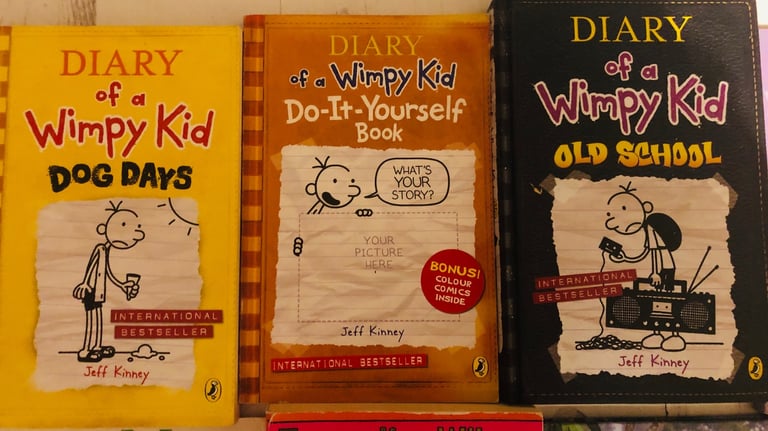 DIARY
of a
Wimpy Kid
DOG DAYS
INTERNATIONAL
BESTSELLER
Jeff Kinney
DIARY
of a Wimpy Kid
Do-It-Yourself
Book
WHAT'S
YOUR
STORY?
YOUR
PICTURE
HERE
BONUS!
COLOUR
COMICS
INSIDE
Jeff Kinney
INTERNATIONAL BESTSELLER
DIARY
of a
Wimpy Kid
OLD SCHOOL
INTERNATIONAL
BESTSELLER
Jeff Kinney